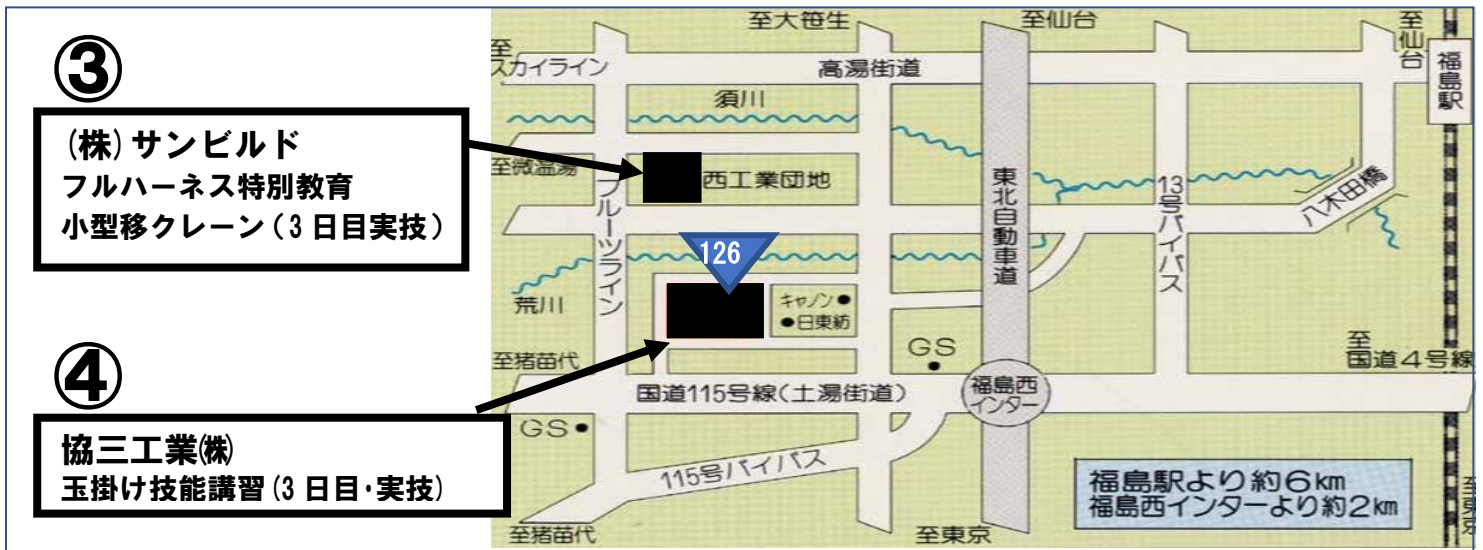 ③
(株)サンビルド
フルハーネス特別教育
小型移クレーン(3日目実技)
④
協三工業㈱
玉掛け技能講習(3日目・実技)
至大笹生
至仙台
至仙台
至スカイライン
高湯街道
福島駅
須川
至微温湯
フルーツライン
西工業団地
東北自動車道
13号バイパス
八木田橋
126
荒川
キヤノン●
●日東紡
至猪苗代
GS
至国道4号線
国道115号線(土湯街道)
福島西
インター
GS●
115号バイパス
福島駅より約6km
福島西インターより約2km
至猪苗代
至東京
至東京